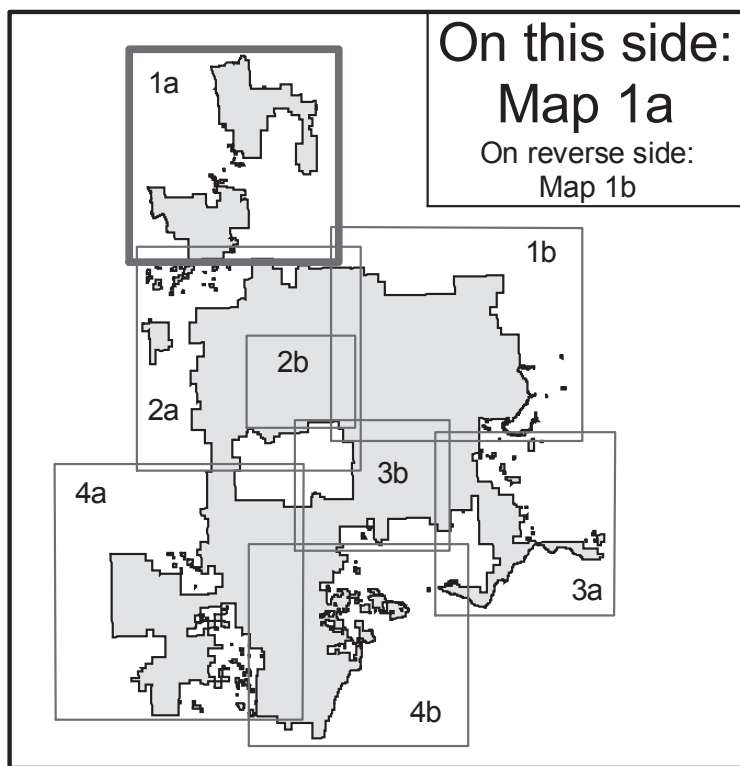 On this side:
Map 1a
On reverse side:
Map 1b
1a
1b
2b
2a
3b
4a
3a
4b